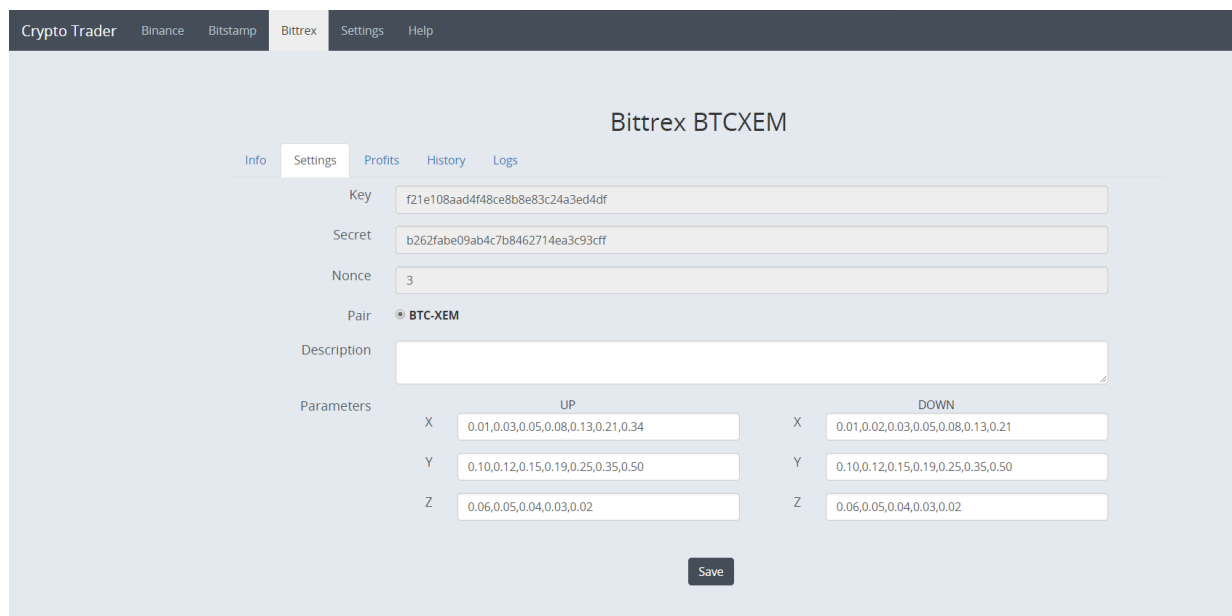 Crypto Trader Binance Bitstamp Bittrex Settings Help
Bittrex BTCXEM
Info Settings Profits History Logs
Key f21e108aad4f48ce8b8e83c24a3ed4df
Secret b262fabe09ab4c7b8462714ea3c93cff
Nonce 3
Pair BTC-XEM
Description
Parameters UP DOWN
X 0.01,0.03,0.05,0.08,0.13,0.21,0.34 X 0.01,0.02,0.03,0.05,0.08,0.13,0.21
Y 0.10,0.12,0.15,0.19,0.25,0.35,0.50 Y 0.10,0.12,0.15,0.19,0.25,0.35,0.50
Z 0.06,0.05,0.04,0.03,0.02 Z 0.06,0.05,0.04,0.03,0.02
Save